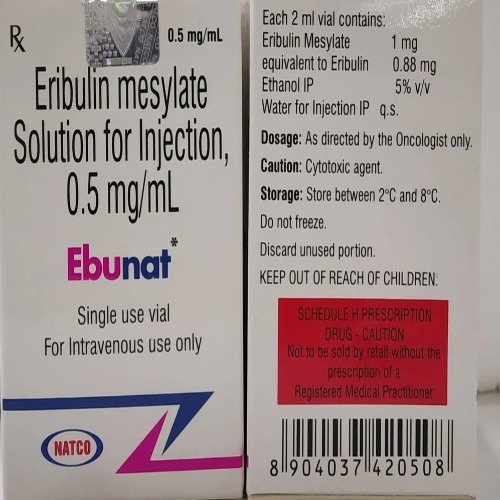 Rx
0.5 mg/mL
Eribulin mesylate
Solution for Injection,
0.5 mg/mL
Ebunat*
Single use vial
For Intravenous use only
NATCO
Each 2 ml vial contains:
Eribulin Mesylate 1 mg
equivalent to Eribulin 0.88 mg
Ethanol IP 5% v/v
Water for Injection IP q.s.
Dosage: As directed by the Oncologist only.
Caution: Cytotoxic agent.
Storage: Store between 2°C and 8°C.
Do not freeze.
Discard unused portion.
KEEP OUT OF REACH OF CHILDREN.
SCHEDULE H PRESCRIPTION
DRUG - CAUTION
Not to be sold by retail without the
prescription of a
Registered Medical Practitioner
8 904037 420508